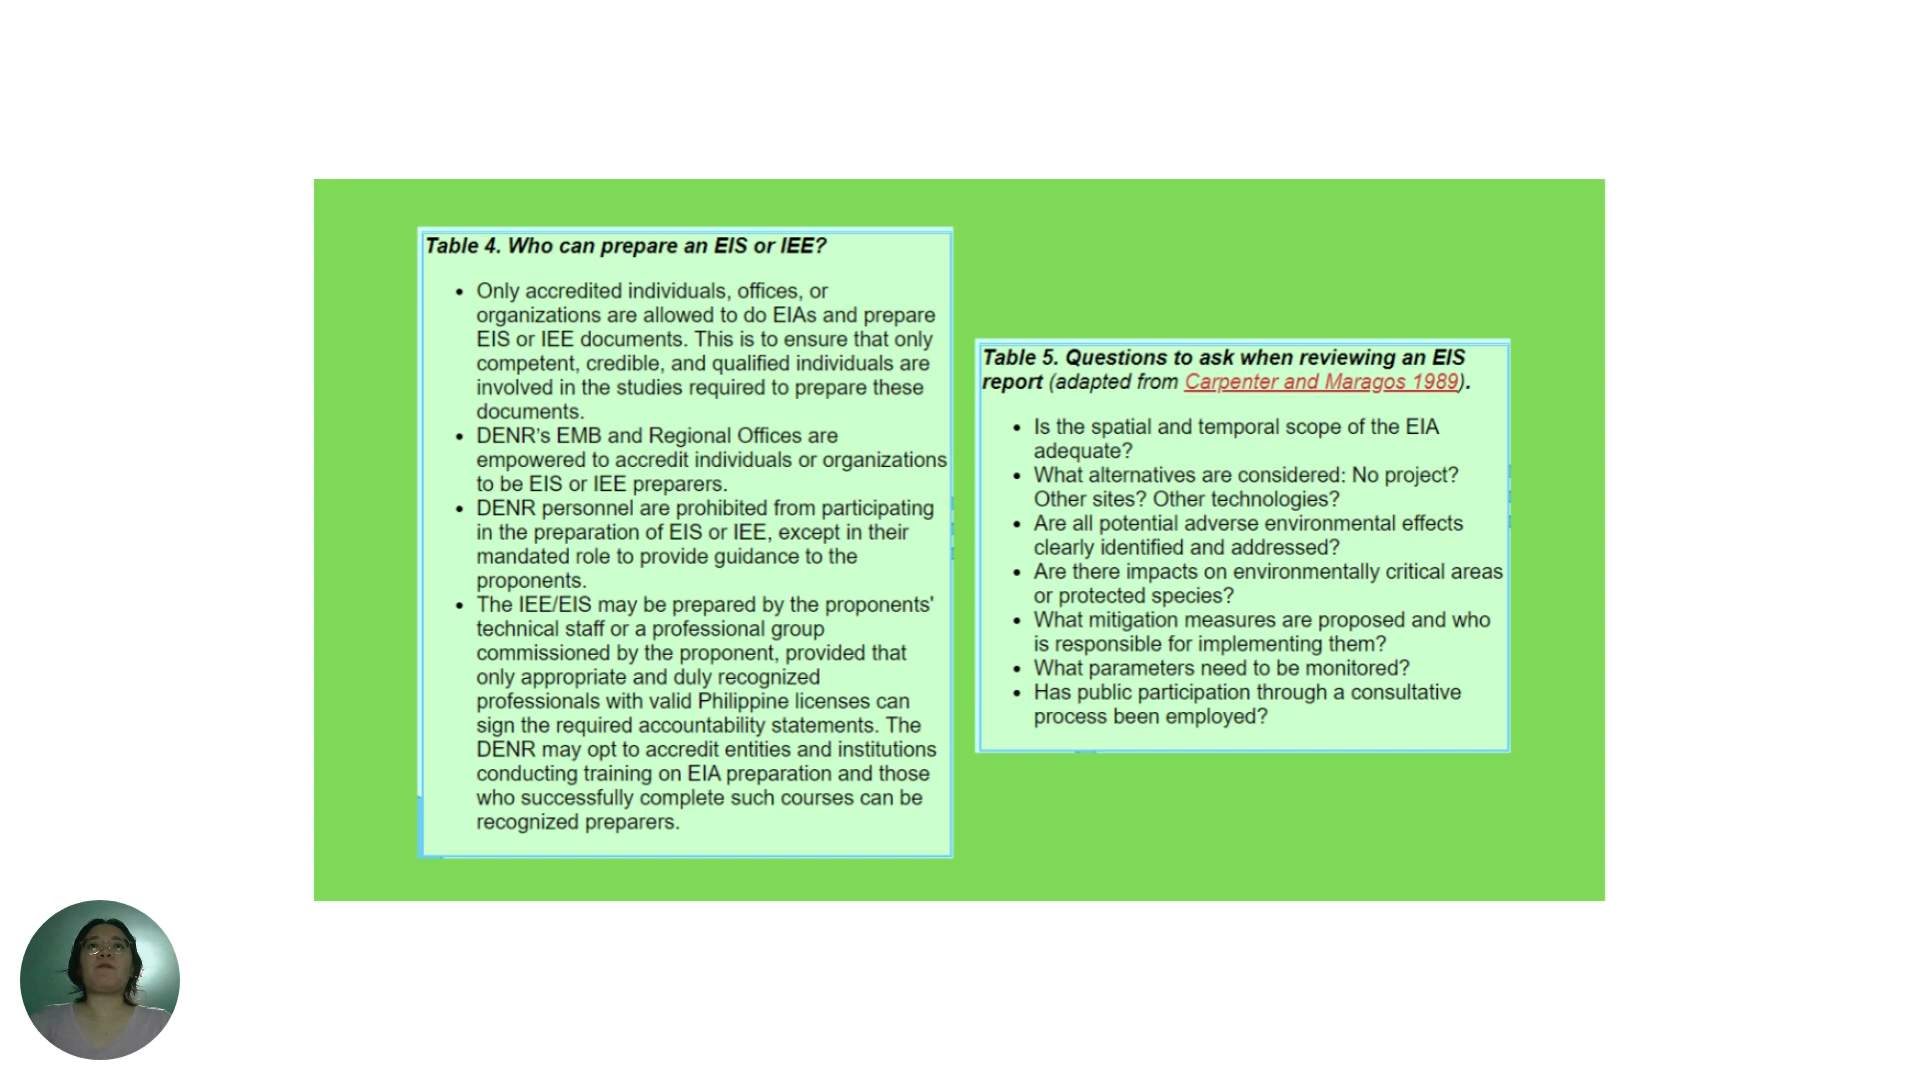 Table 4. Who can prepare an EIS or IEE?
• Only accredited individuals, offices, or
organizations are allowed to do EIAs and prepare
EIS or IEE documents. This is to ensure that only
competent, credible, and qualified individuals are
involved in the studies required to prepare these
documents.
• DENR's EMB and Regional Offices are
empowered to accredit individuals or organizations
to be EIS or IEE preparers.
• DENR personnel are prohibited from participating
in the preparation of EIS or IEE, except in their
mandated role to provide guidance to the
proponents.
• The IEE/EIS may be prepared by the proponents'
technical staff or a professional group
commissioned by the proponent, provided that
only appropriate and duly recognized
professionals with valid Philippine licenses can
sign the required accountability statements. The
DENR may opt to accredit entities and institutions
conducting training on EIA preparation and those
who successfully complete such courses can be
recognized preparers.
Table 5. Questions to ask when reviewing an EIS
report (adapted from Carpenter and Maragos 1989).
• Is the spatial and temporal scope of the EIA
adequate?
• What alternatives are considered: No project?
Other sites? Other technologies?
• Are all potential adverse environmental effects
clearly identified and addressed?
• Are there impacts on environmentally critical areas
or protected species?
• What mitigation measures are proposed and who
is responsible for implementing them?
• What parameters need to be monitored?
• Has public participation through a consultative
process been employed?